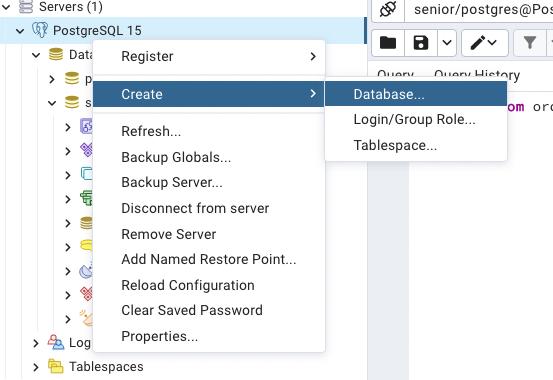 Servers (1)
senior/postgres@Pos
PostgreSQL 15
Data
Register
Query
Query History
Create
Database...
om ord
Login/Group Role...
Tablespace...
Refresh...
Backup Globals...
Backup Server...
Disconnect from server
Remove Server
Add Named Restore Point...
Reload Configuration
Clear Saved Password
Properties...
Log
Tablespaces